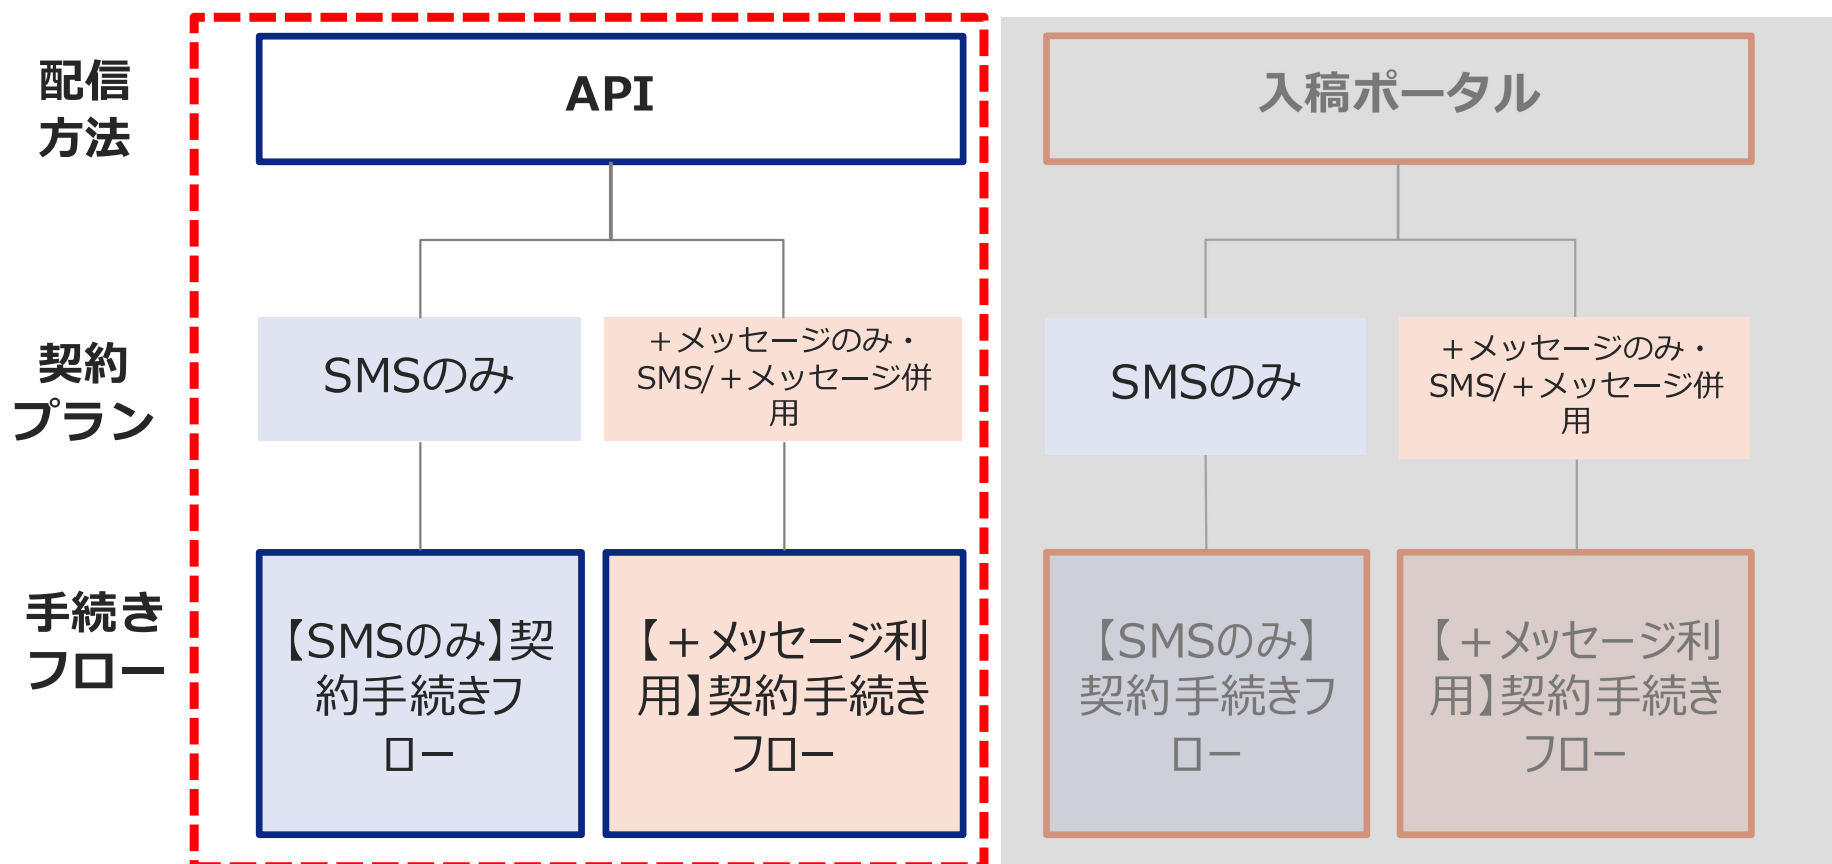 配信
方法
API
入稿ポータル
契約
プラン
SMSのみ
+メッセージのみ・
SMS/+メッセージ併
用
SMSのみ
+メッセージのみ・
SMS/+メッセージ併
用
手続き
フロー
【SMSのみ】契
約手続きフ
ロー
【+メッセージ利
用】契約手続き
フロー
【SMSのみ】
契約手続きフ
ロー
【+メッセージ利
用】契約手続き
フロー